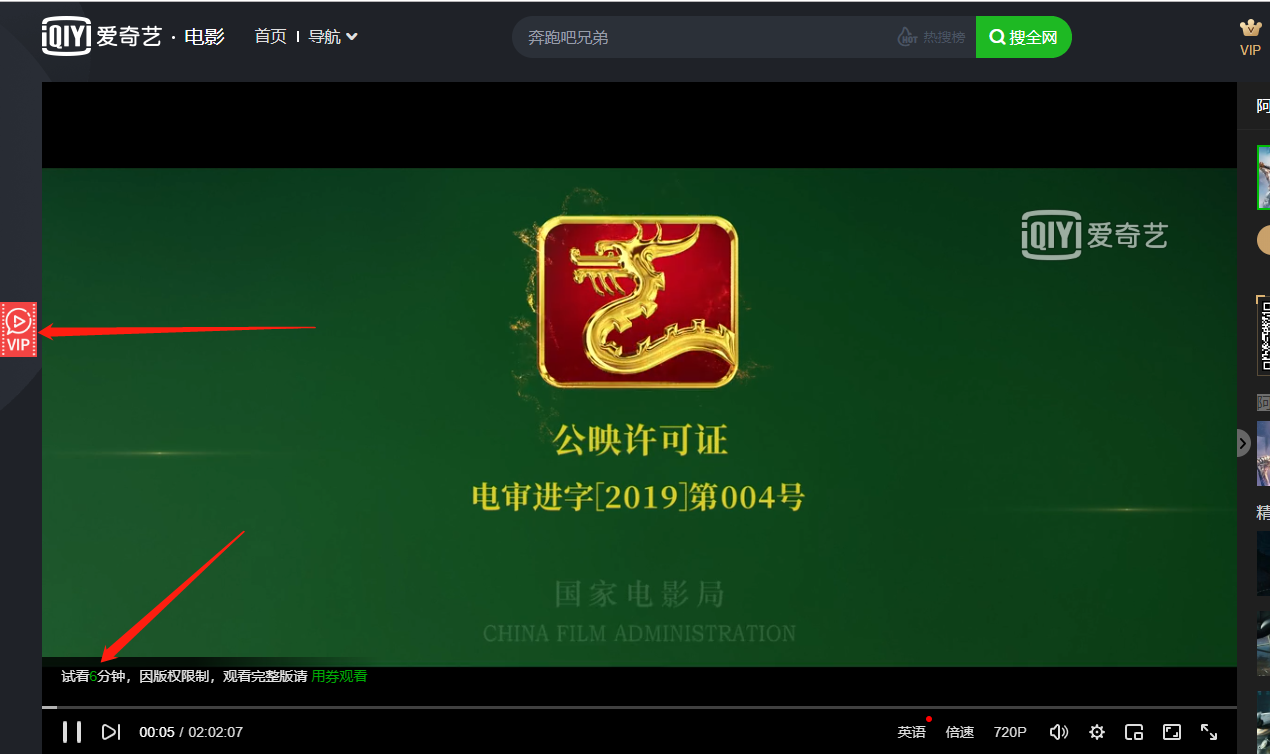 iQIYI 爱奇艺 · 电影
首页
导航
奔跑吧兄弟
HOT 热搜榜
搜全网
VIP
阿
iQIYI 爱奇艺
VIP
公映许可证
电审进字[2019]第004号
国家电影局
CHINA FILM ADMINISTRATION
精
试看6分钟，因版权限制，观看完整版请 用券观看
00:05 / 02:02:07
英语
倍速
720P